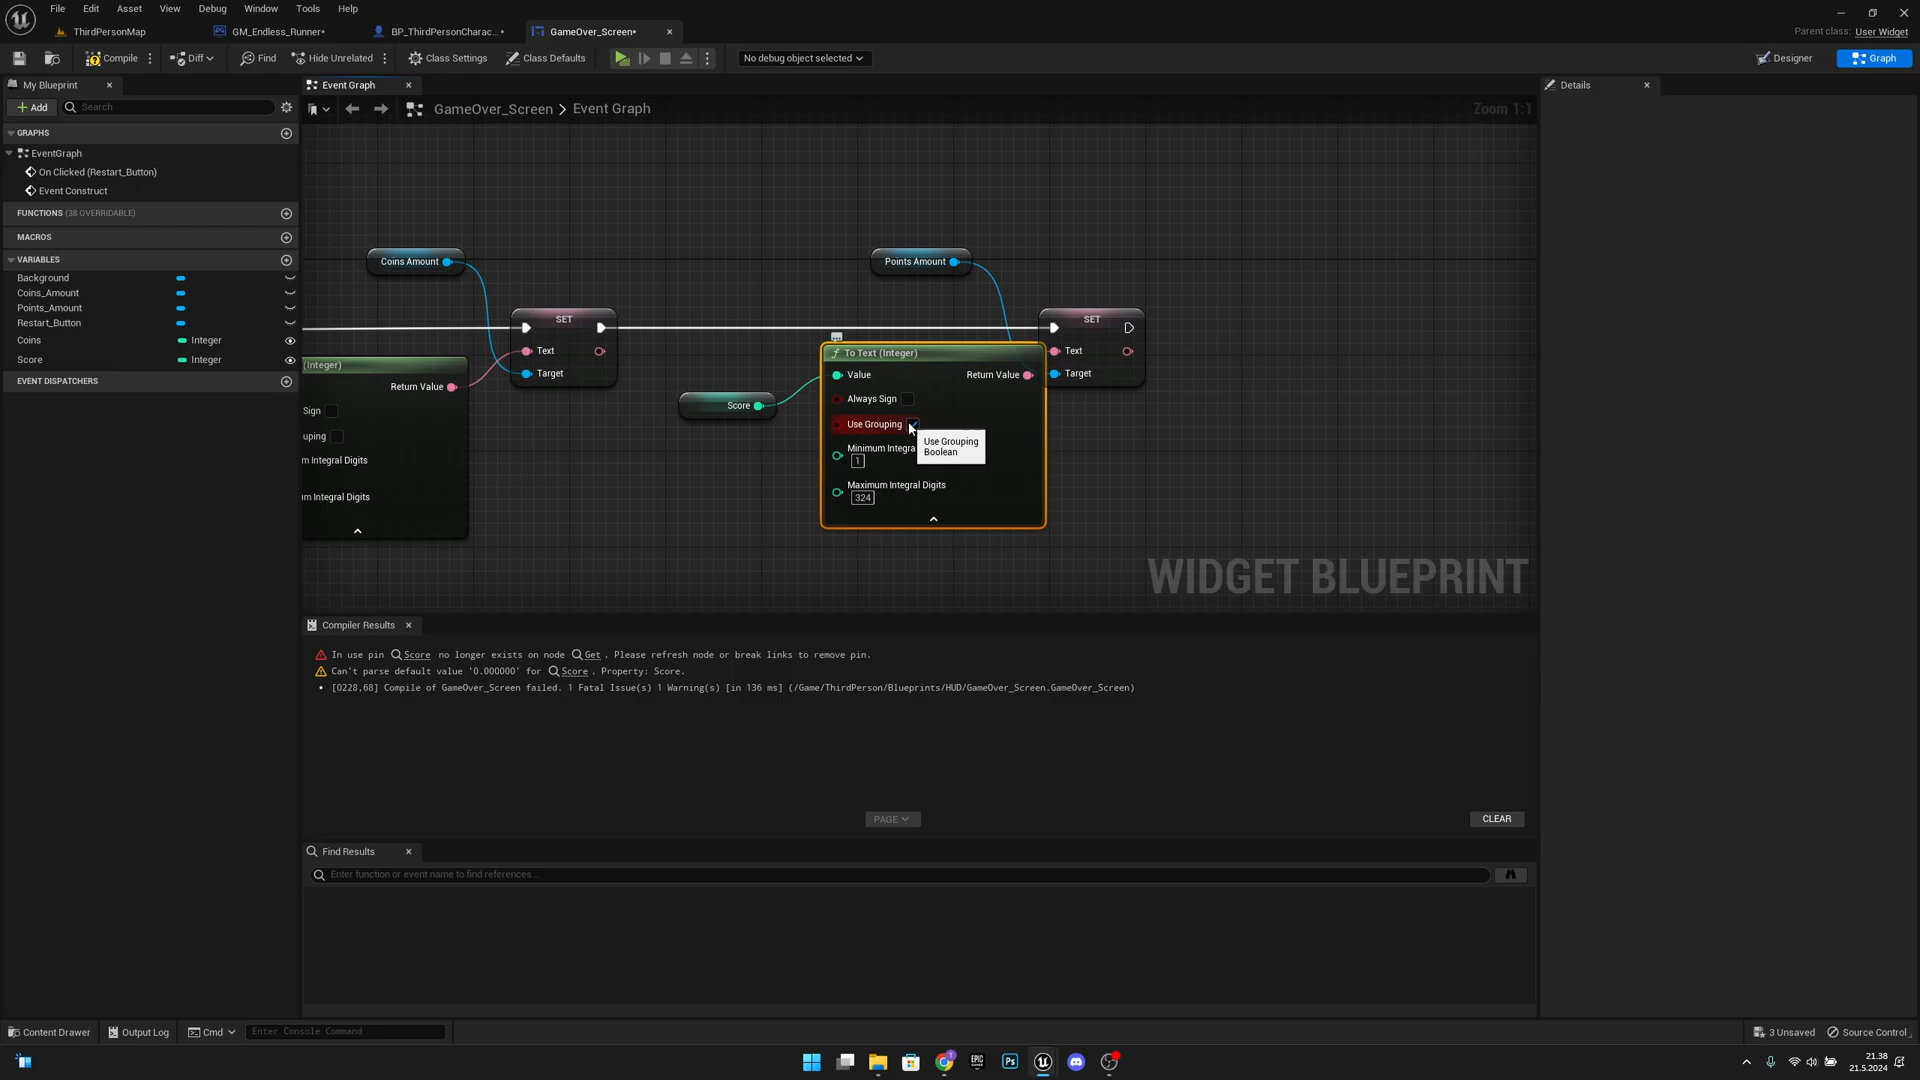 File Edit Asset View Debug Window Tools Help
ThirdPersonMap
GM_Endless_Runner*
BP_ThirdPersonCharac...*
GameOver_Screen*
Parent class: User Widget
Compile
Diff
Find
Hide Unrelated
Class Settings
Class Defaults
No debug object selected
Designer
Graph
My Blueprint
Add
Search
GRAPHS
EventGraph
On Clicked (Restart_Button)
Event Construct
FUNCTIONS (38 OVERRIDABLE)
MACROS
VARIABLES
Background
Coins_Amount
Points_Amount
Restart_Button
Coins Integer
Score Integer
EVENT DISPATCHERS
Event Graph
GameOver_Screen > Event Graph
Zoom 1:1
Coins Amount
SET
Text
Target
(Integer)
Return Value
Sign
uping
m Integral Digits
m Integral Digits
Points Amount
SET
Text
Target
Score
To Text (Integer)
Value
Return Value
Always Sign
Use Grouping
Use Grouping
Boolean
Minimum Integra
1
Maximum Integral Digits
324
WIDGET BLUEPRINT
Compiler Results
In use pin Score no longer exists on node Get . Please refresh node or break links to remove pin.
Can't parse default value '0.000000' for Score . Property: Score.
[0228,68] Compile of GameOver_Screen failed. 1 Fatal Issue(s) 1 Warning(s) [in 136 ms] (/Game/ThirdPerson/Blueprints/HUD/GameOver_Screen.GameOver_Screen)
PAGE
CLEAR
Find Results
Enter function or event name to find references...
Details
Content Drawer
Output Log
Cmd
Enter Console Command
3 Unsaved
Source Control
EPIC
Ps
21.38
21.5.2024